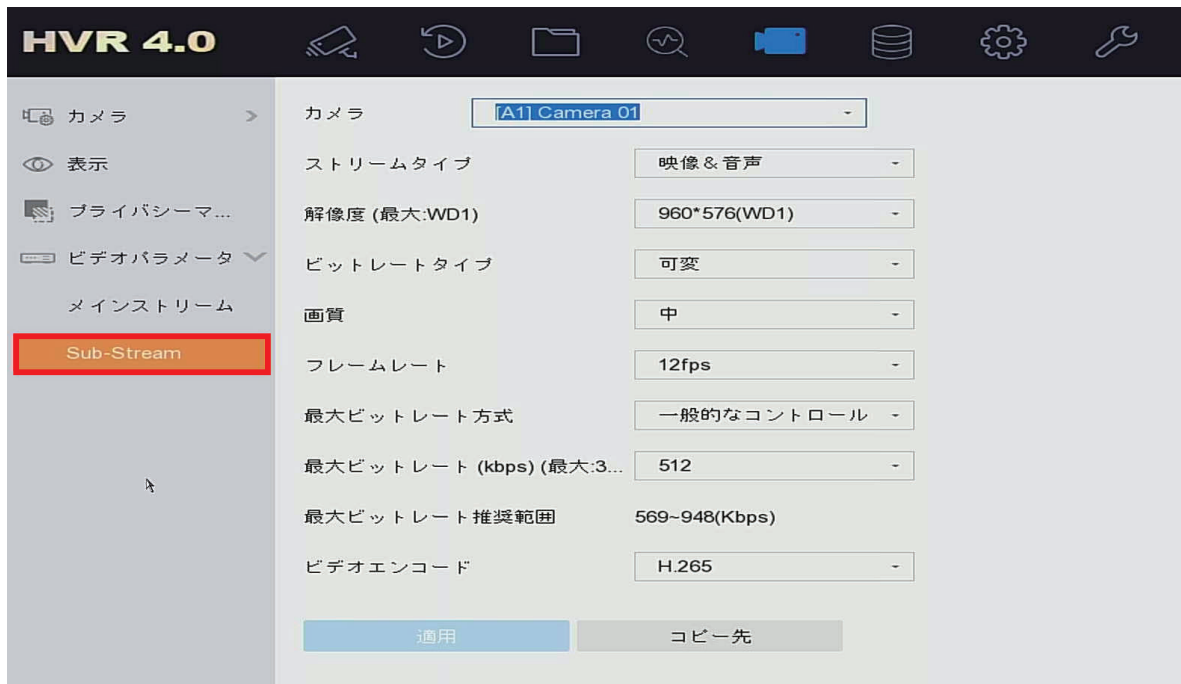 HVR 4.0
カメラ
表示
プライバシーマ...
ビデオパラメータ
メインストリーム
Sub-Stream
カメラ [A1] Camera 01
ストリームタイプ 映像&音声
解像度 (最大:WD1) 960*576(WD1)
ビットレートタイプ 可変
画質 中
フレームレート 12fps
最大ビットレート方式 一般的なコントロール
最大ビットレート (kbps) (最大:3... 512
最大ビットレート推奨範囲 569~948(Kbps)
ビデオエンコード H.265
適用 コピー先